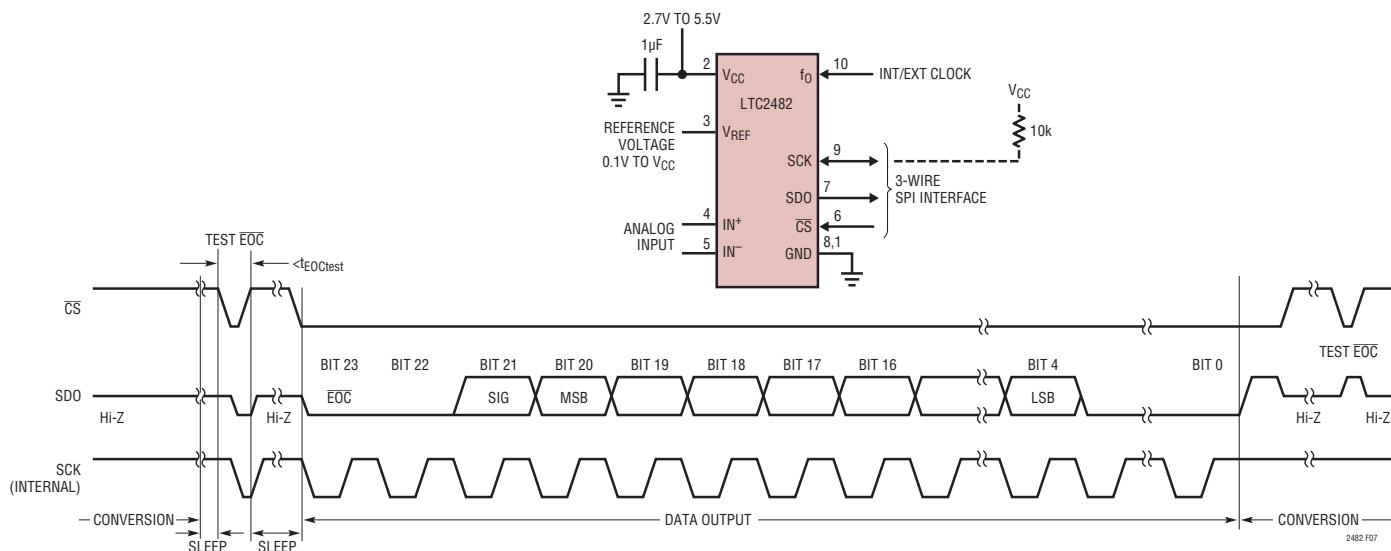 2.7V TO 5.5V
1µF
2
VCC
fO
10
INT/EXT CLOCK
LTC2482
VCC
10k
REFERENCE
VOLTAGE
0.1V TO VCC
3
VREF
SCK
9
SDO
7
3-WIRE
SPI INTERFACE
CS
6
ANALOG
INPUT
4
IN+
5
IN–
GND
8,1
TEST EOC
<tEOCtest
CS
BIT 23
BIT 22
BIT 21
BIT 20
BIT 19
BIT 18
BIT 17
BIT 16
BIT 4
BIT 0
TEST EOC
SDO
Hi-Z
Hi-Z
EOC
SIG
MSB
LSB
Hi-Z
Hi-Z
SCK
(INTERNAL)
CONVERSION
SLEEP
SLEEP
DATA OUTPUT
CONVERSION
2482 F07